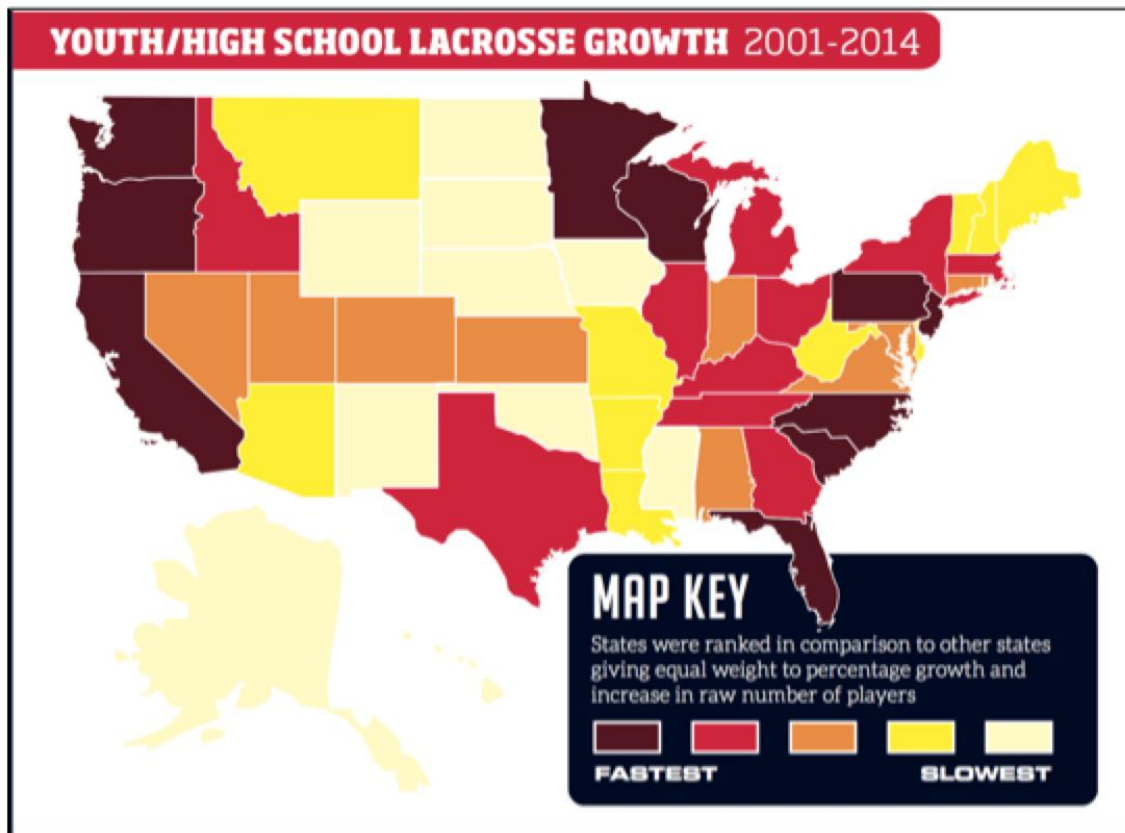 YOUTH/HIGH SCHOOL LACROSSE GROWTH 2001-2014
MAP KEY
States were ranked in comparison to other states
giving equal weight to percentage growth and
increase in raw number of players
FASTEST
SLOWEST